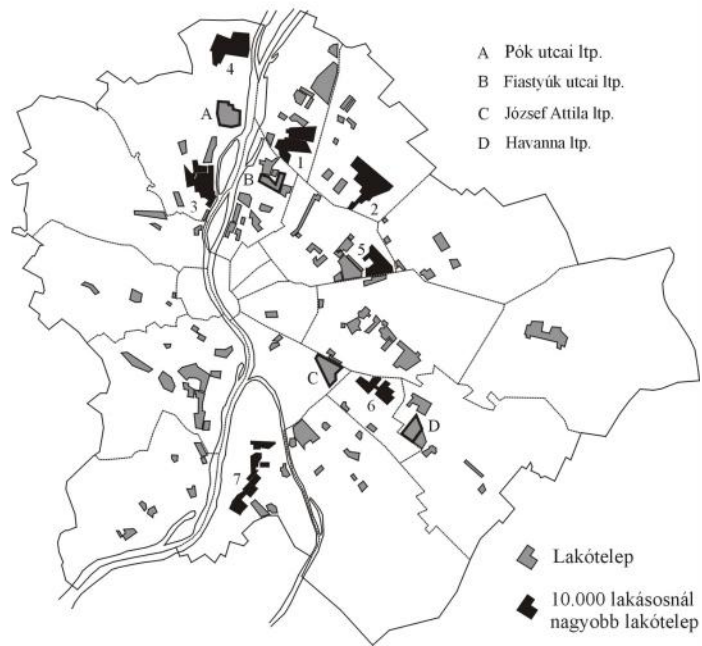 A Pók utcai ltp.
B Fiastyúk utcai ltp.
C József Attila ltp.
D Havanna ltp.
4
A
1
B
2
3
5
C
6
D
7
Lakótelep
10.000 lakásosnál
nagyobb lakótelep